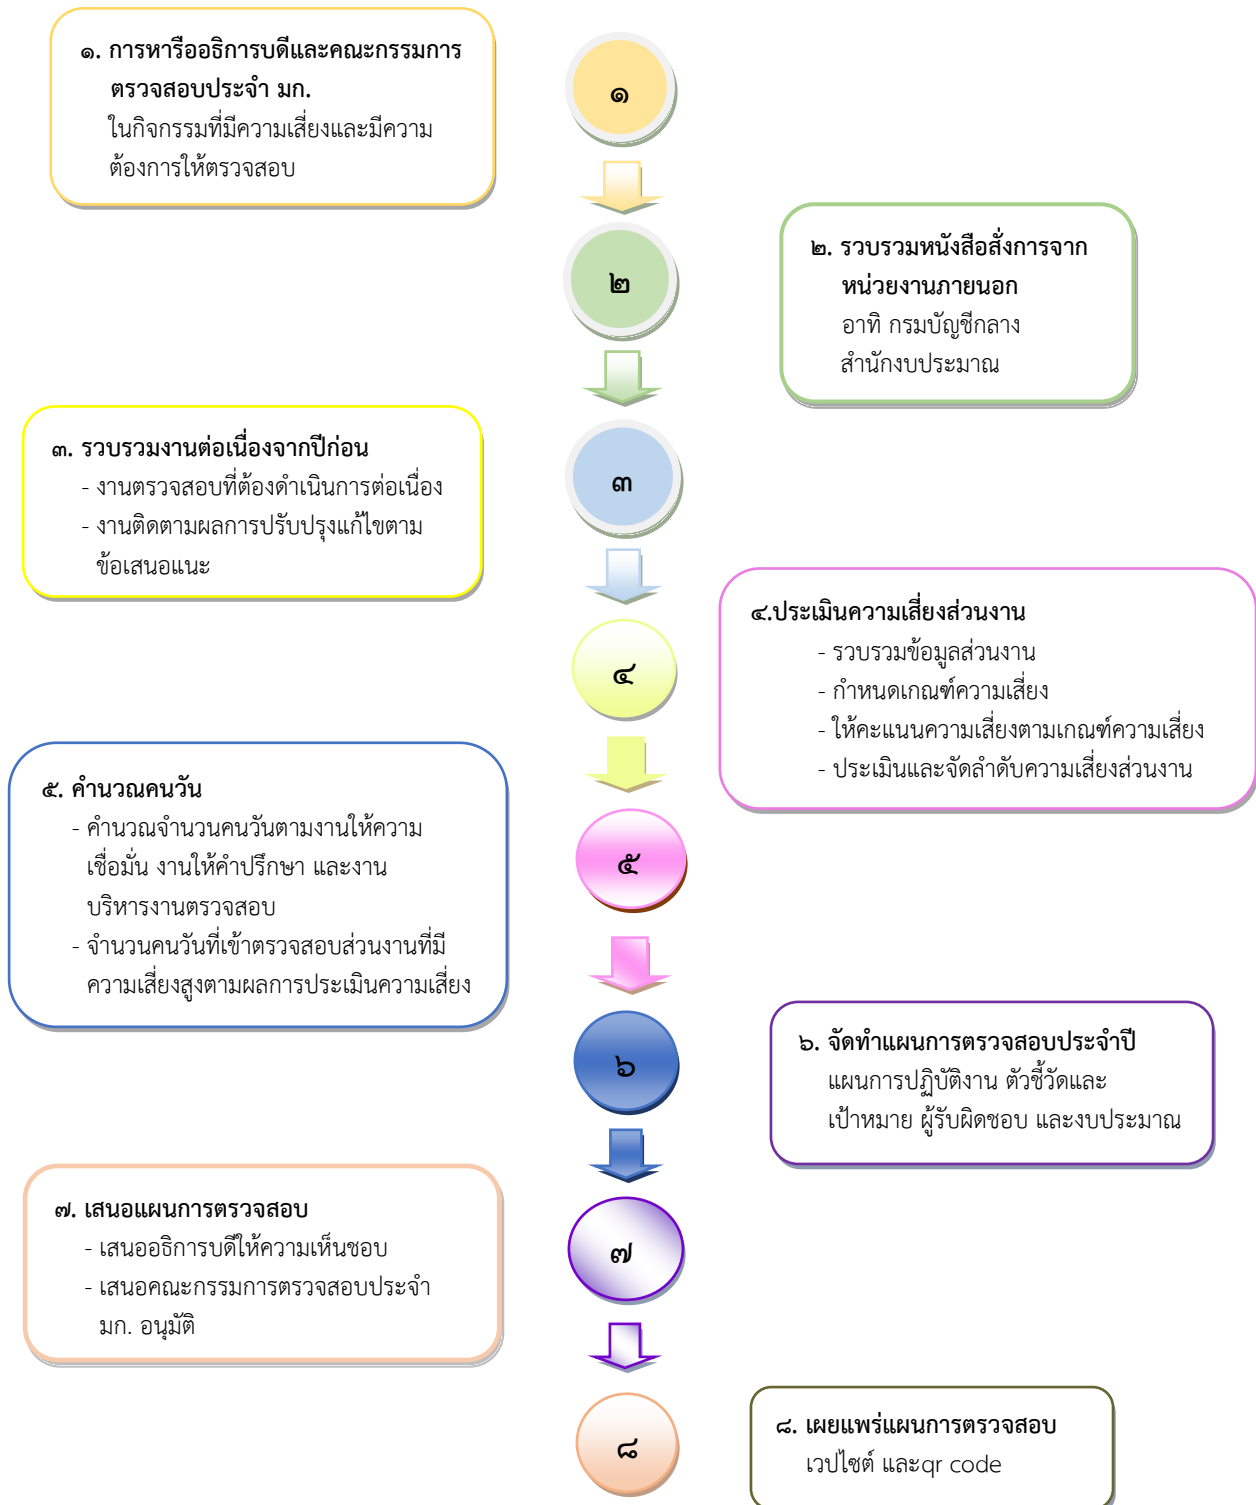 ๑. การหารืออธิการบดีและคณะกรรมการ
ตรวจสอบประจำ มก.
ในกิจกรรมที่มีความเสี่ยงและมีความ
ต้องการให้ตรวจสอบ
๑
๒
๒. รวบรวมหนังสือสั่งการจาก
หน่วยงานภายนอก
อาทิ กรมบัญชีกลาง
สำนักงบประมาณ
๓. รวบรวมงานต่อเนื่องจากปีก่อน
- งานตรวจสอบที่ต้องดำเนินการต่อเนื่อง
- งานติดตามผลการปรับปรุงแก้ไขตาม
ข้อเสนอแนะ
๓
๔
๔.ประเมินความเสี่ยงส่วนงาน
- รวบรวมข้อมูลส่วนงาน
- กำหนดเกณฑ์ความเสี่ยง
- ให้คะแนนความเสี่ยงตามเกณฑ์ความเสี่ยง
- ประเมินและจัดลำดับความเสี่ยงส่วนงาน
๕. คำนวณคนวัน
- คำนวณจำนวนคนวันตามงานให้ความ
เชื่อมั่น งานให้คำปรึกษา และงาน
บริหารงานตรวจสอบ
- จำนวนคนวันที่เข้าตรวจสอบส่วนงานที่มี
ความเสี่ยงสูงตามผลการประเมินความเสี่ยง
๕
๖
๖. จัดทำแผนการตรวจสอบประจำปี
แผนการปฏิบัติงาน ตัวชี้วัดและ
เป้าหมาย ผู้รับผิดชอบ และงบประมาณ
๗. เสนอแผนการตรวจสอบ
- เสนออธิการบดีให้ความเห็นชอบ
- เสนอคณะกรรมการตรวจสอบประจำ
มก. อนุมัติ
๗
๘
๘. เผยแพร่แผนการตรวจสอบ
เวปไซต์ และqr code